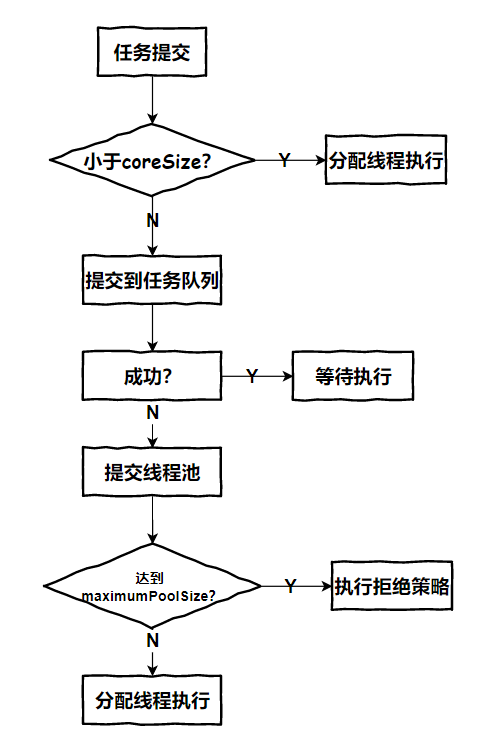 任务提交
小于coreSize?
Y
分配线程执行
N
提交到任务队列
成功?
Y
等待执行
N
提交线程池
达到
maximumPoolSize?
Y
执行拒绝策略
N
分配线程执行